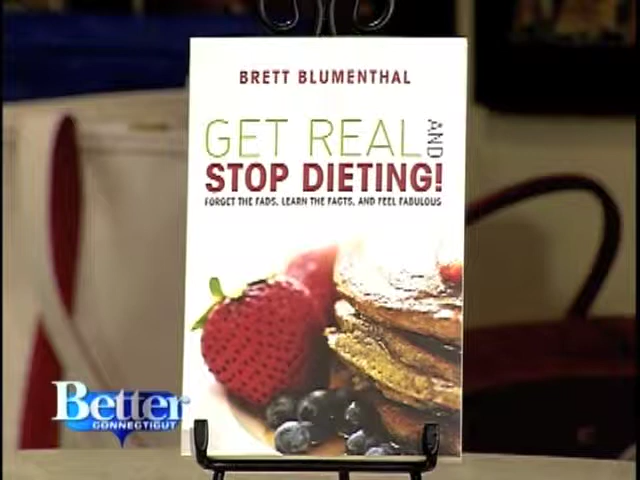 BRETT BLUMENTHAL
GET REAL AND
STOP DIETING!
FORGET THE FADS, LEARN THE FACTS, AND FEEL FABULOUS
Better
CONNECTICUT